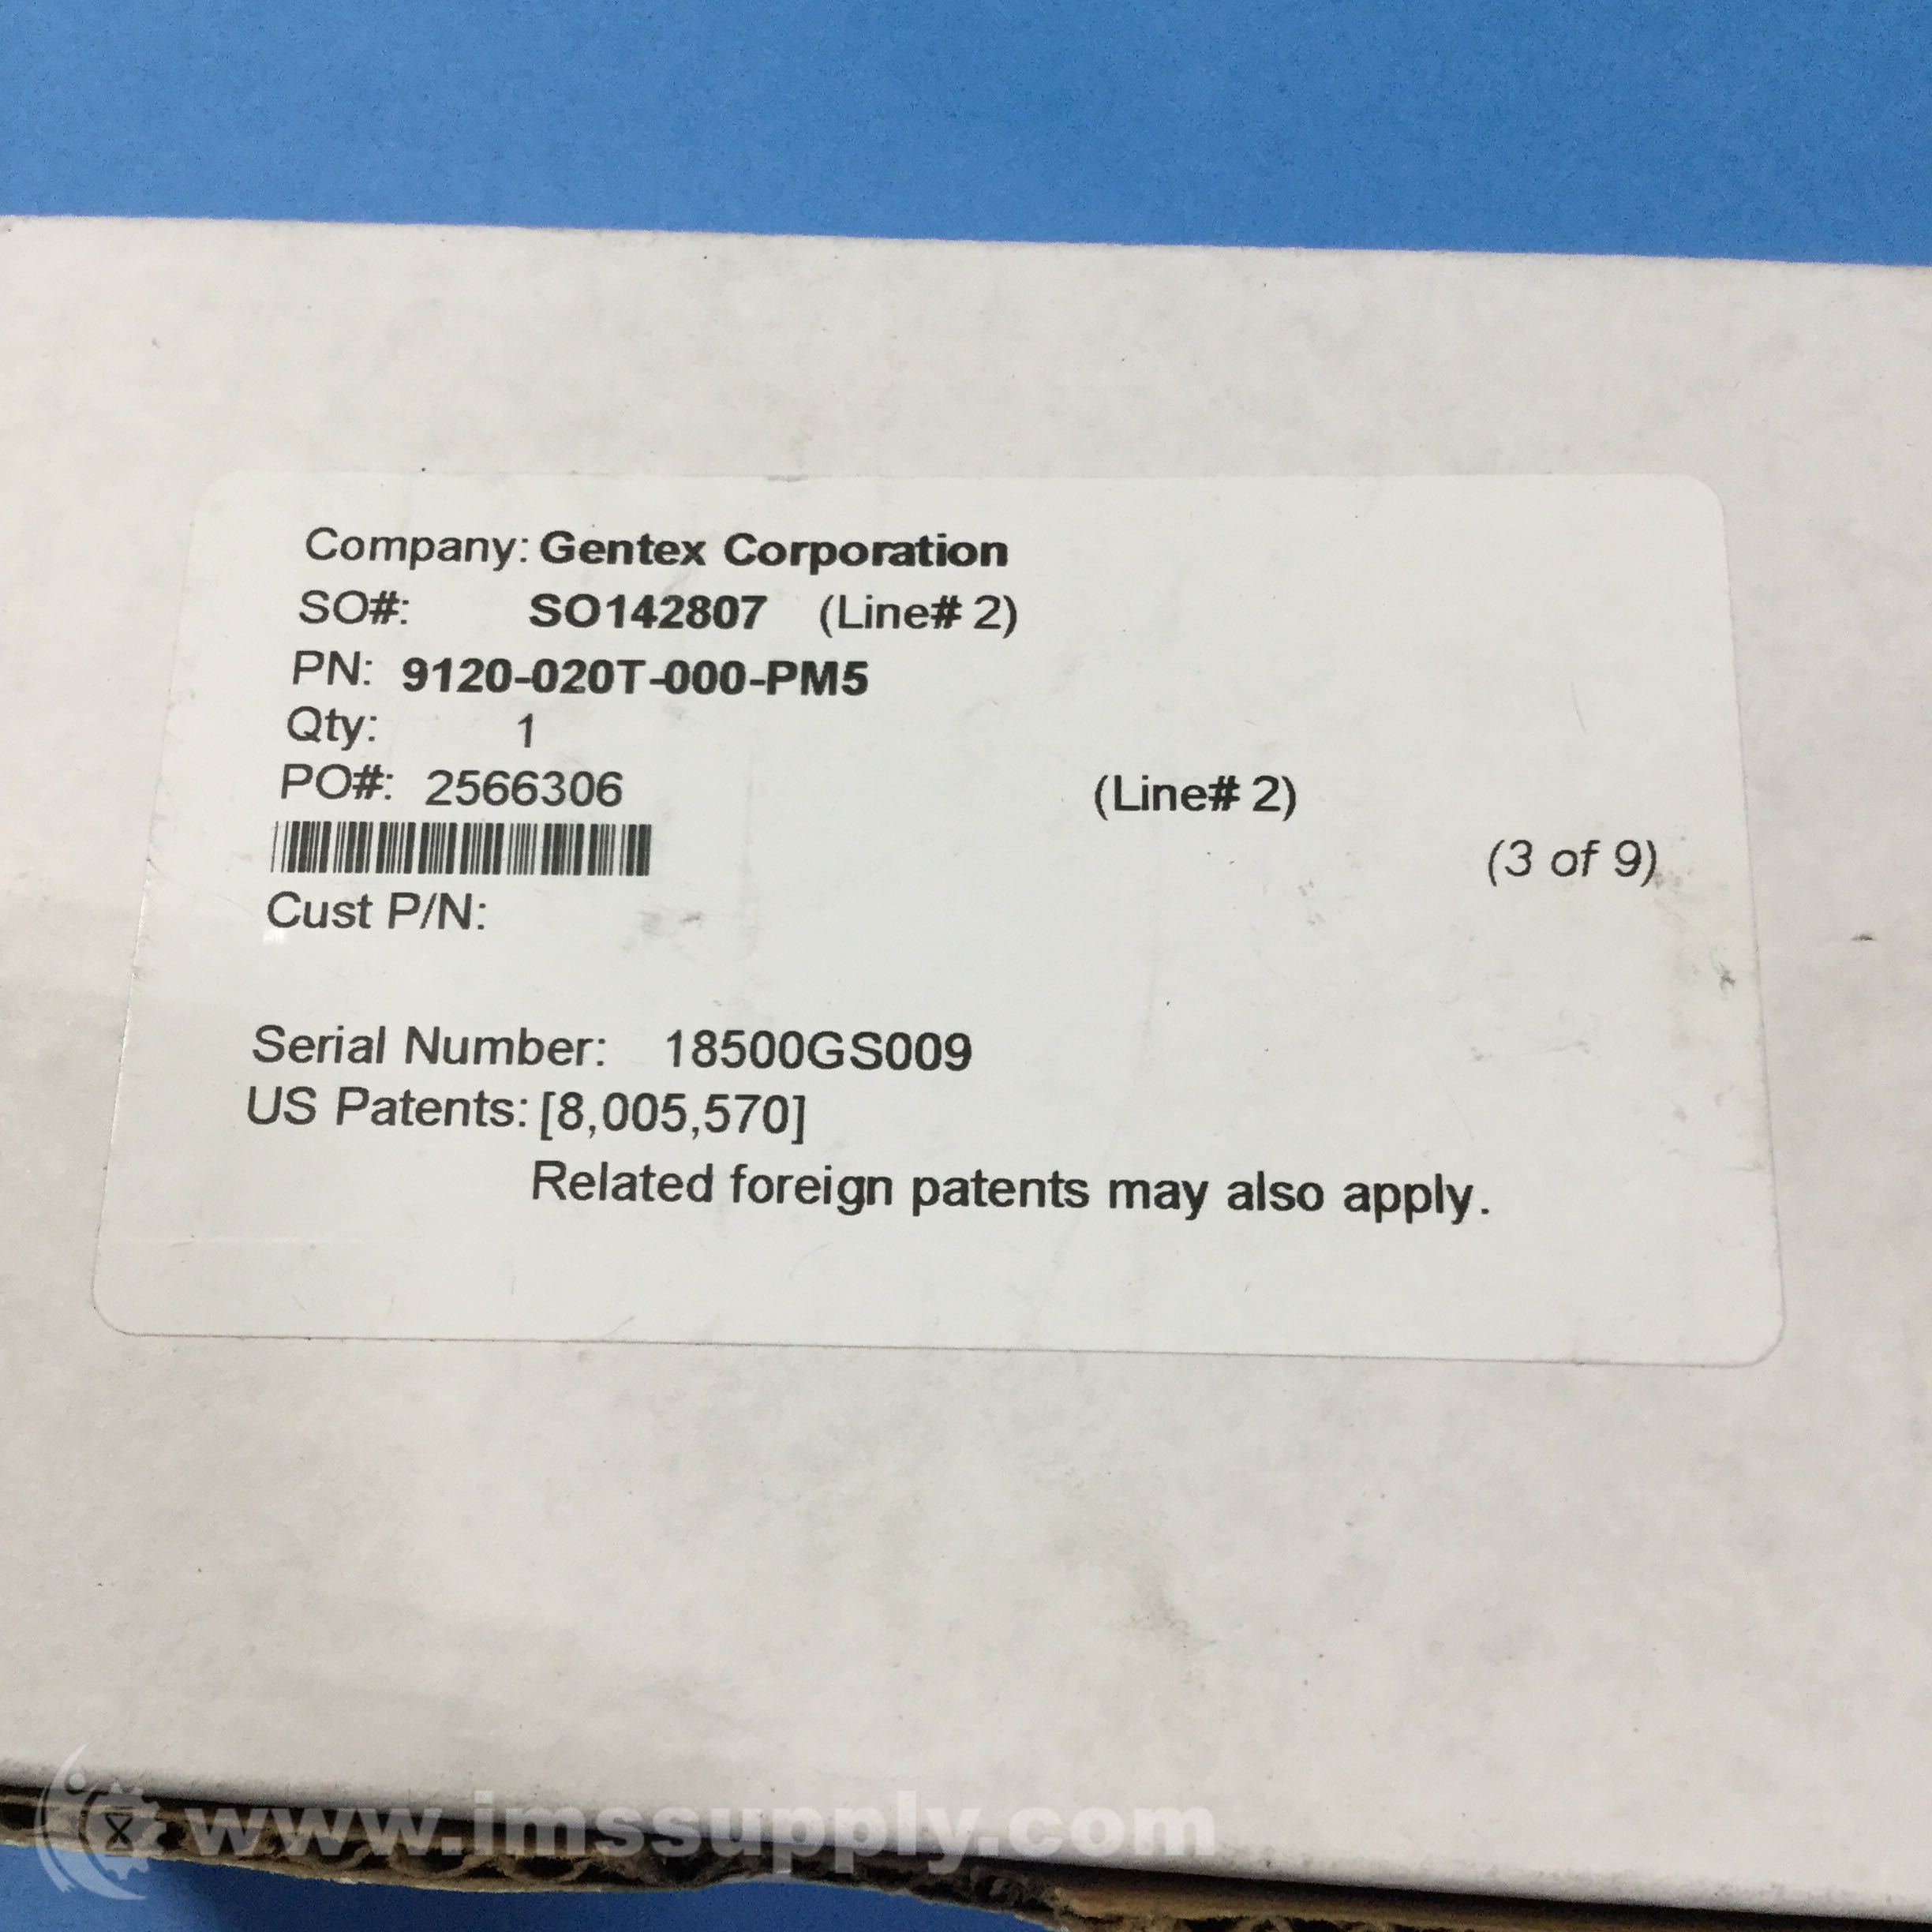 Company: Gentex Corporation
SO#: SO142807 (Line# 2)
PN: 9120-020T-000-PM5
Qty: 1
PO#: 2566306 (Line# 2)
(3 of 9)
Cust P/N:
Serial Number: 18500GS009
US Patents: [8,005,570]
Related foreign patents may also apply.
www.imssupply.com